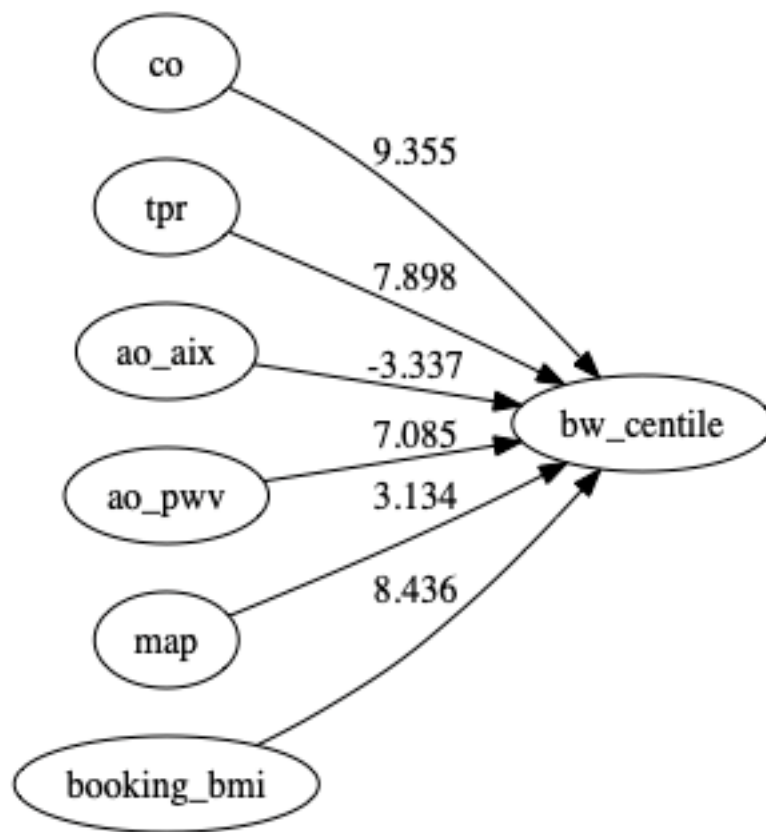 co
9.355
tpr
7.898
ao_aix
-3.337
bw_centile
7.085
ao_pwv
3.134
8.436
map
booking_bmi